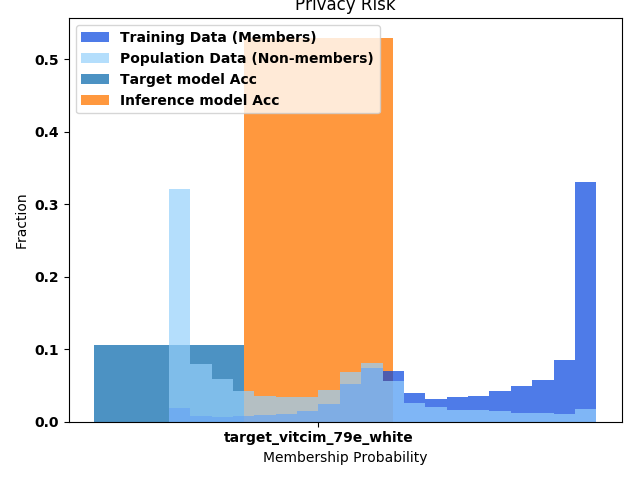 Privacy Risk
Training Data (Members)
Population Data (Non-members)
Target model Acc
Inference model Acc
0.5
0.4
0.3
0.2
0.1
0.0
Fraction
target_vitcim_79e_white
Membership Probability